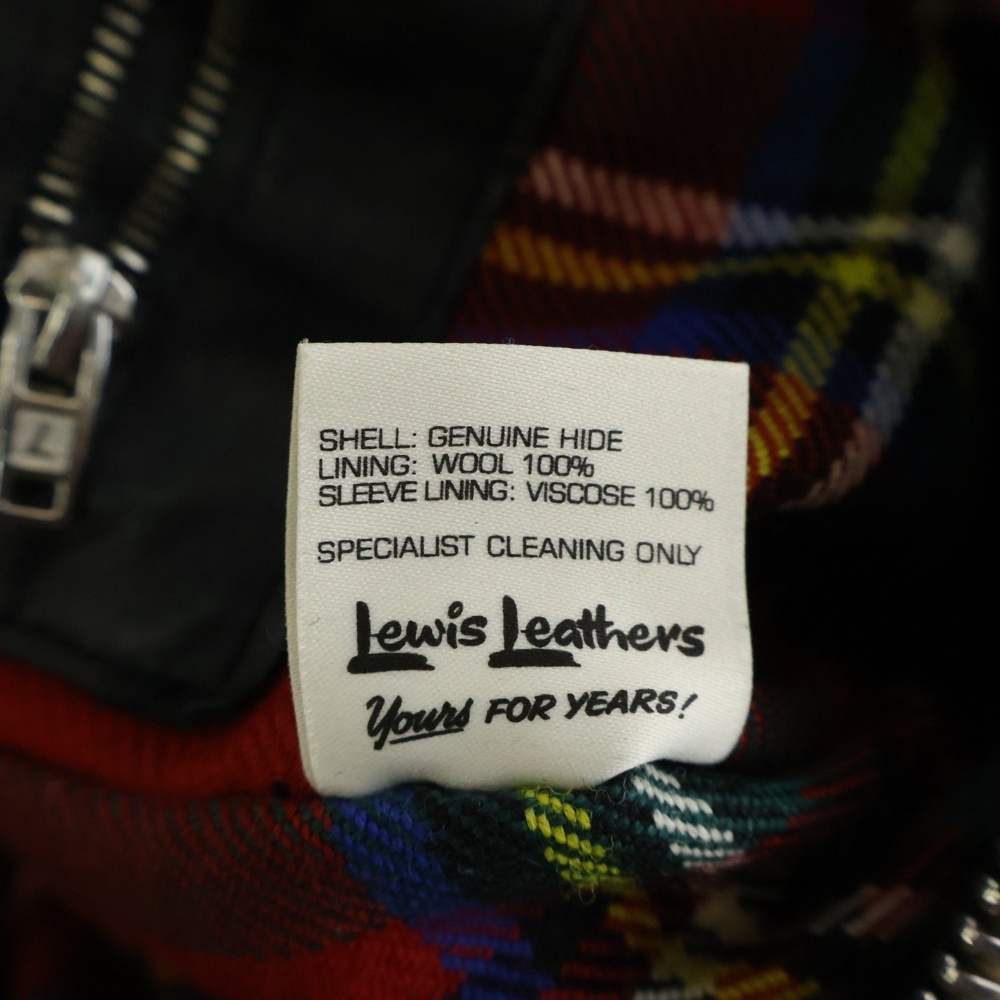 SHELL: GENUINE HIDE
LINING: WOOL 100%
SLEEVE LINING: VISCOSE 100%
SPECIALIST CLEANING ONLY
Lewis Leathers
Yours FOR YEARS!